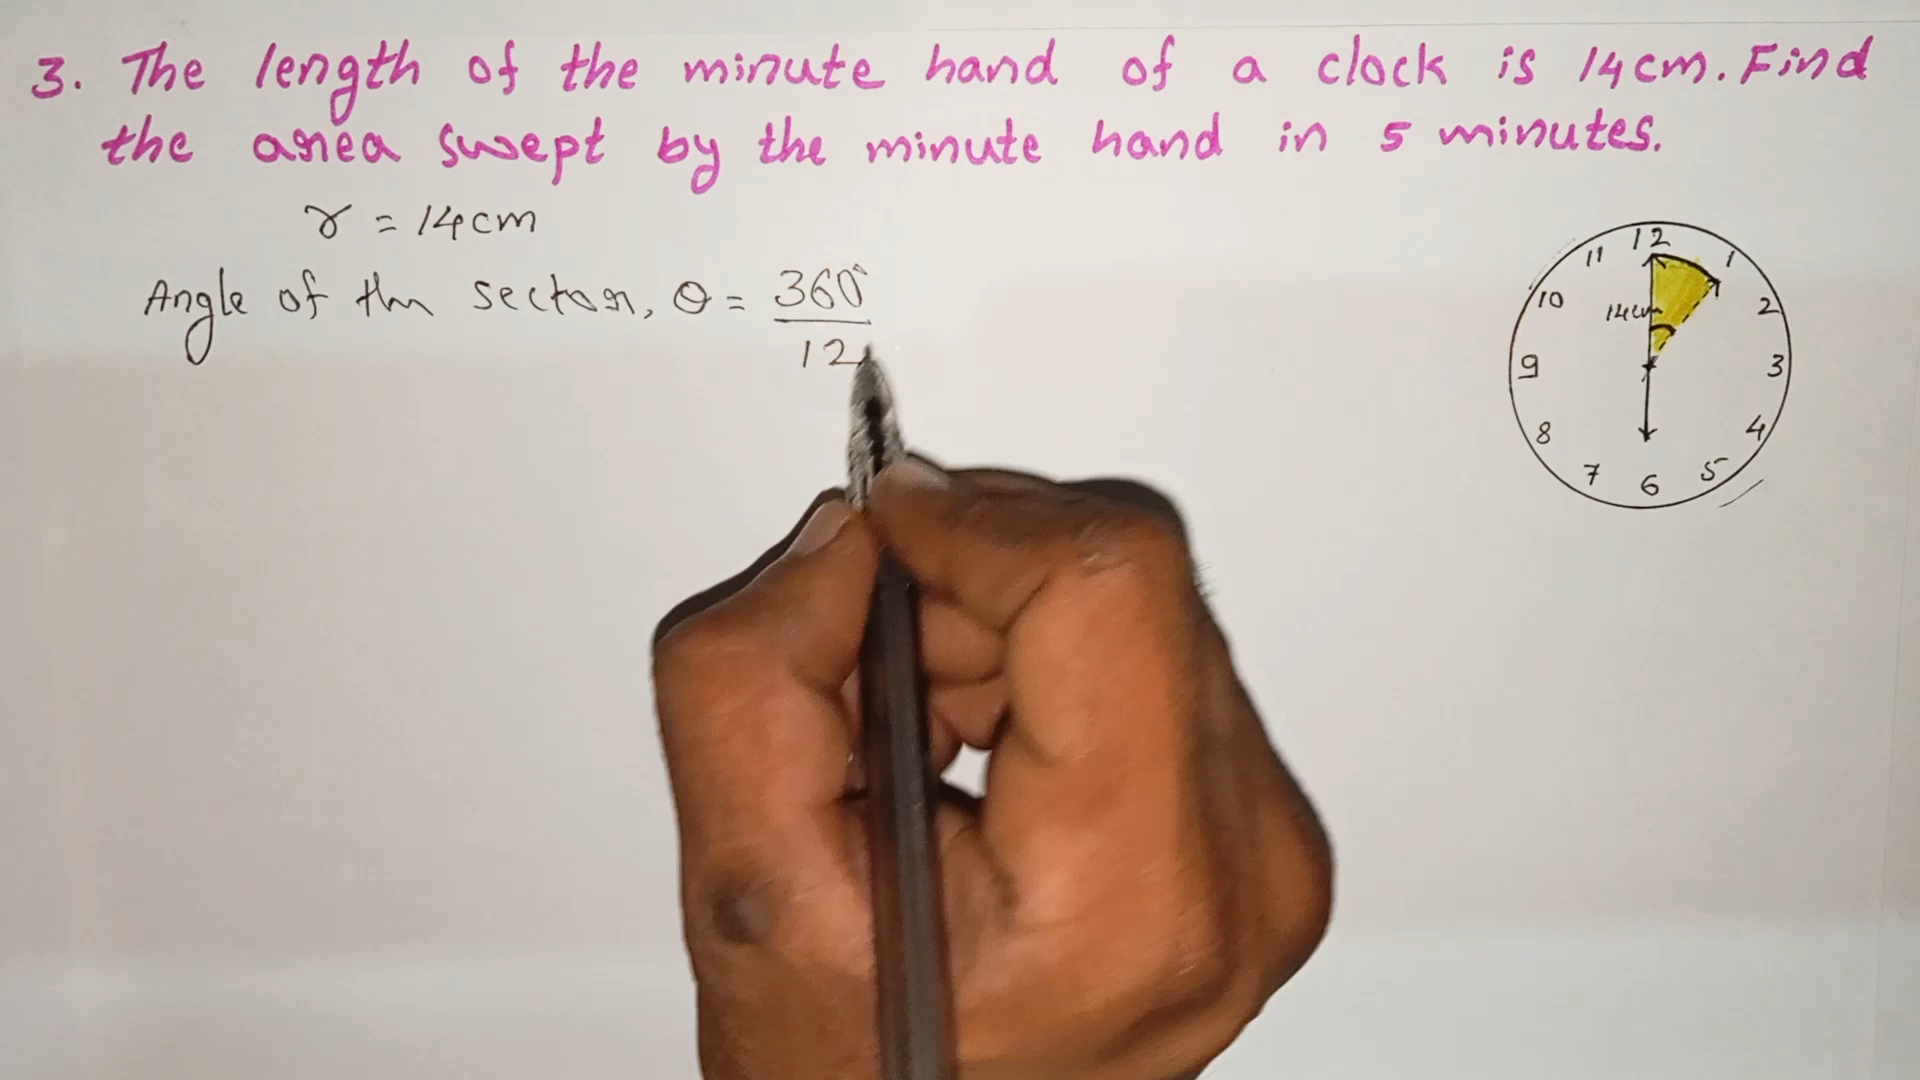 3. The length of the minute hand of a clock is 14cm. Find
the area swept by the minute hand in 5 minutes.
r = 14cm
Angle of the sector, θ = 360°
12
12
11
1
10
14cm
2
9
3
8
4
7
5
6